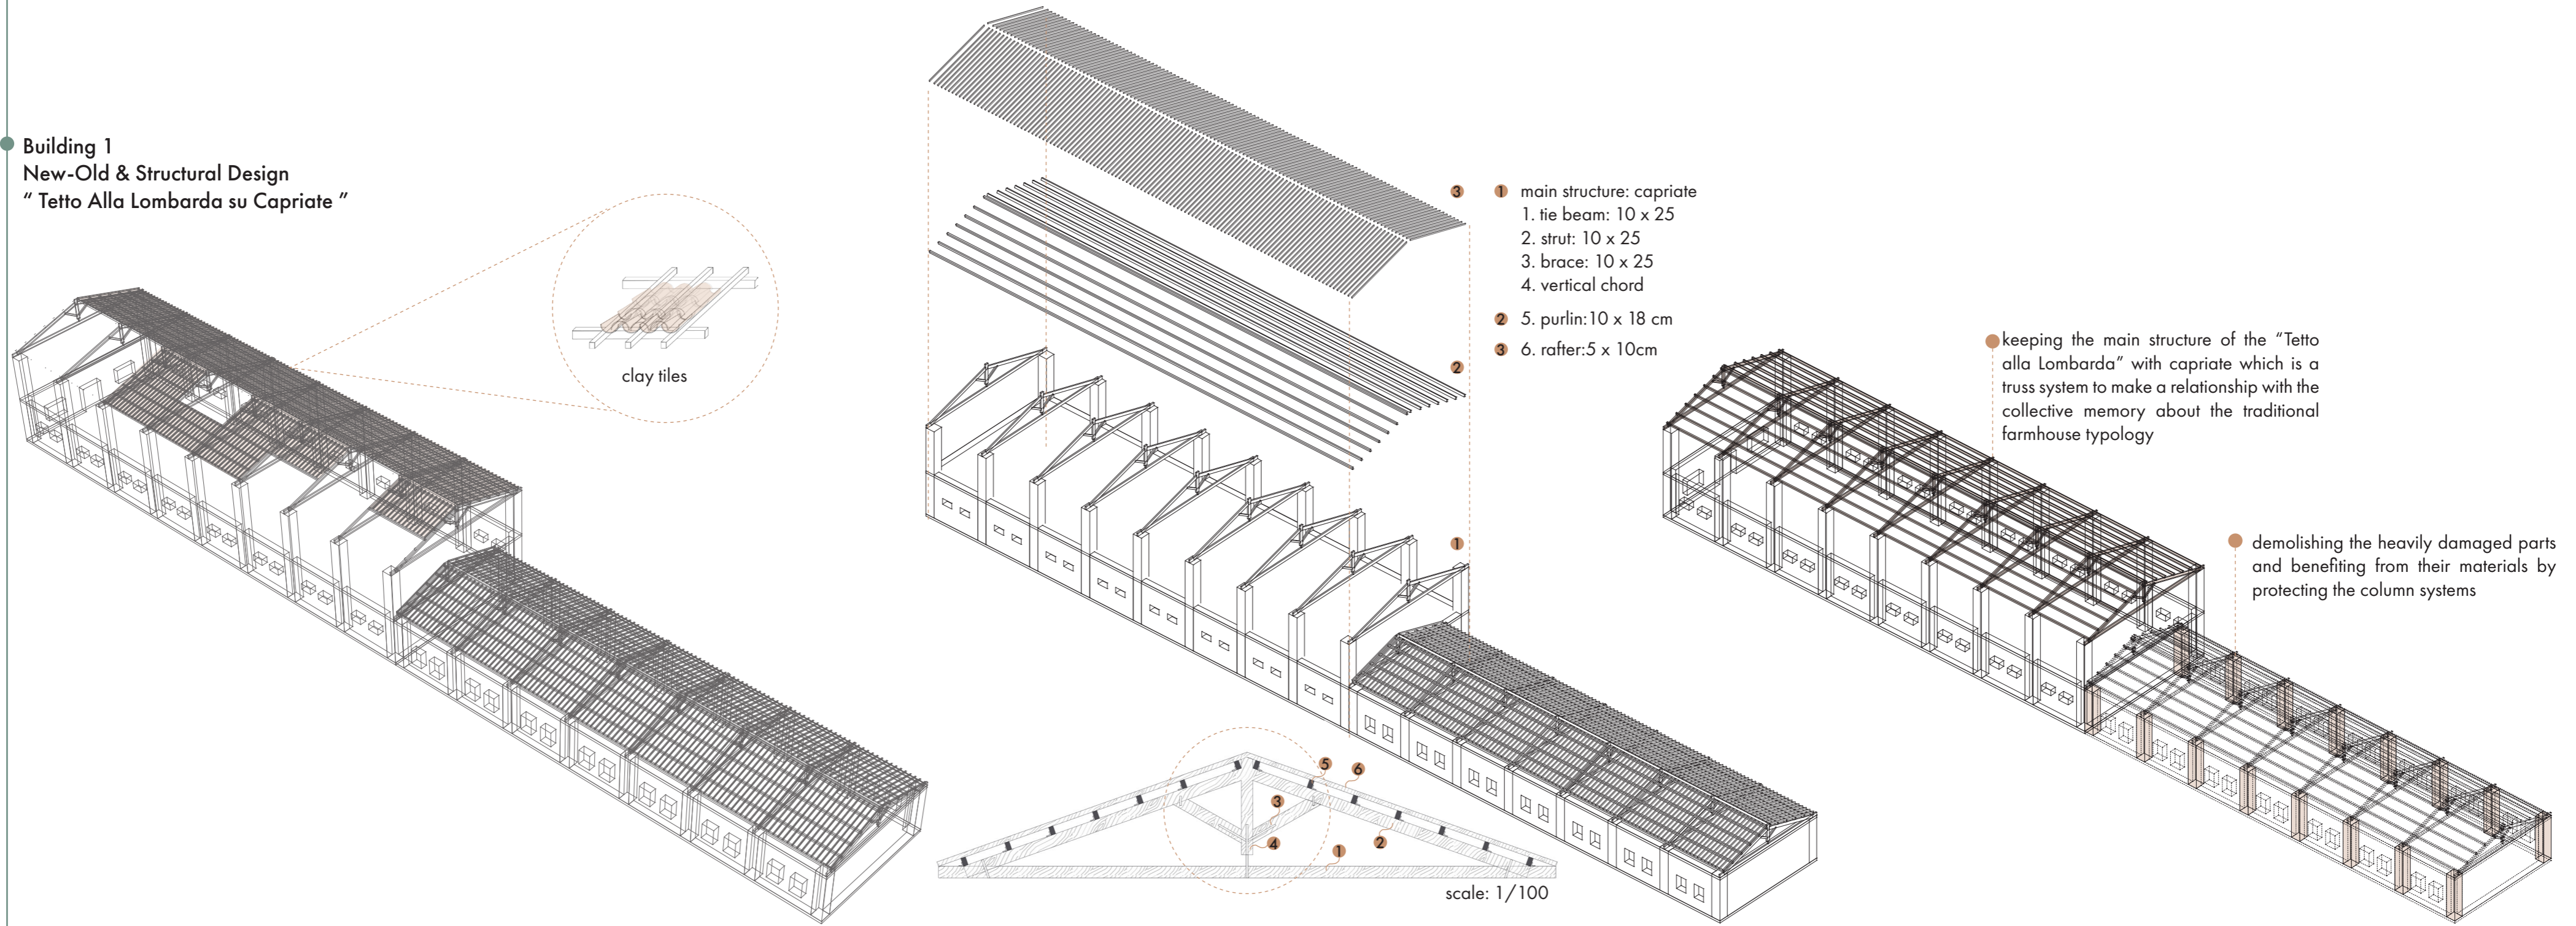 Building 1
New-Old & Structural Design
“ Tetto Alla Lombarda su Capriate ”
clay tiles
3
2
1
1 main structure: capriate
1. tie beam: 10 x 25
2. strut: 10 x 25
3. brace: 10 x 25
4. vertical chord
2 5. purlin:10 x 18 cm
3 6. rafter:5 x 10cm
5
6
3
4
1
2
scale: 1/100
keeping the main structure of the “Tetto
alla Lombarda” with capriate which is a
truss system to make a relationship with the
collective memory about the traditional
farmhouse typology
demolishing the heavily damaged parts
and benefiting from their materials by
protecting the column systems